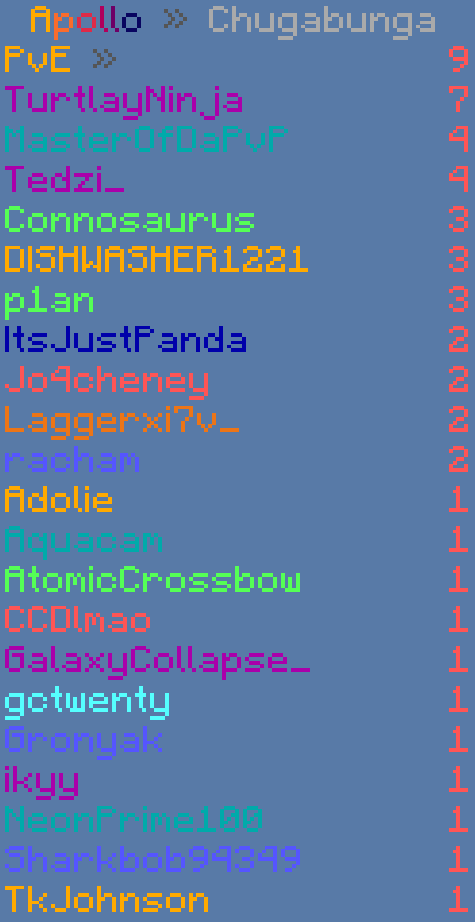 Apollo » Chugabunga
PvE » 9
TurtlayNinja 7
MasterOfDaPvP 4
Tedzi_ 4
Connosaurus 3
DISHWASHER1221 3
p1an 3
ItsJustPanda 2
Jo4cheney 2
Laggerxi7v_ 2
racham 2
Adolie 1
Aquacam 1
AtomicCrossbow 1
CCDlmao 1
GalaxyCollapse_ 1
gctwenty 1
Gronyak 1
ikyy 1
NeonPrime100 1
Sharkbob94349 1
TkJohnson 1